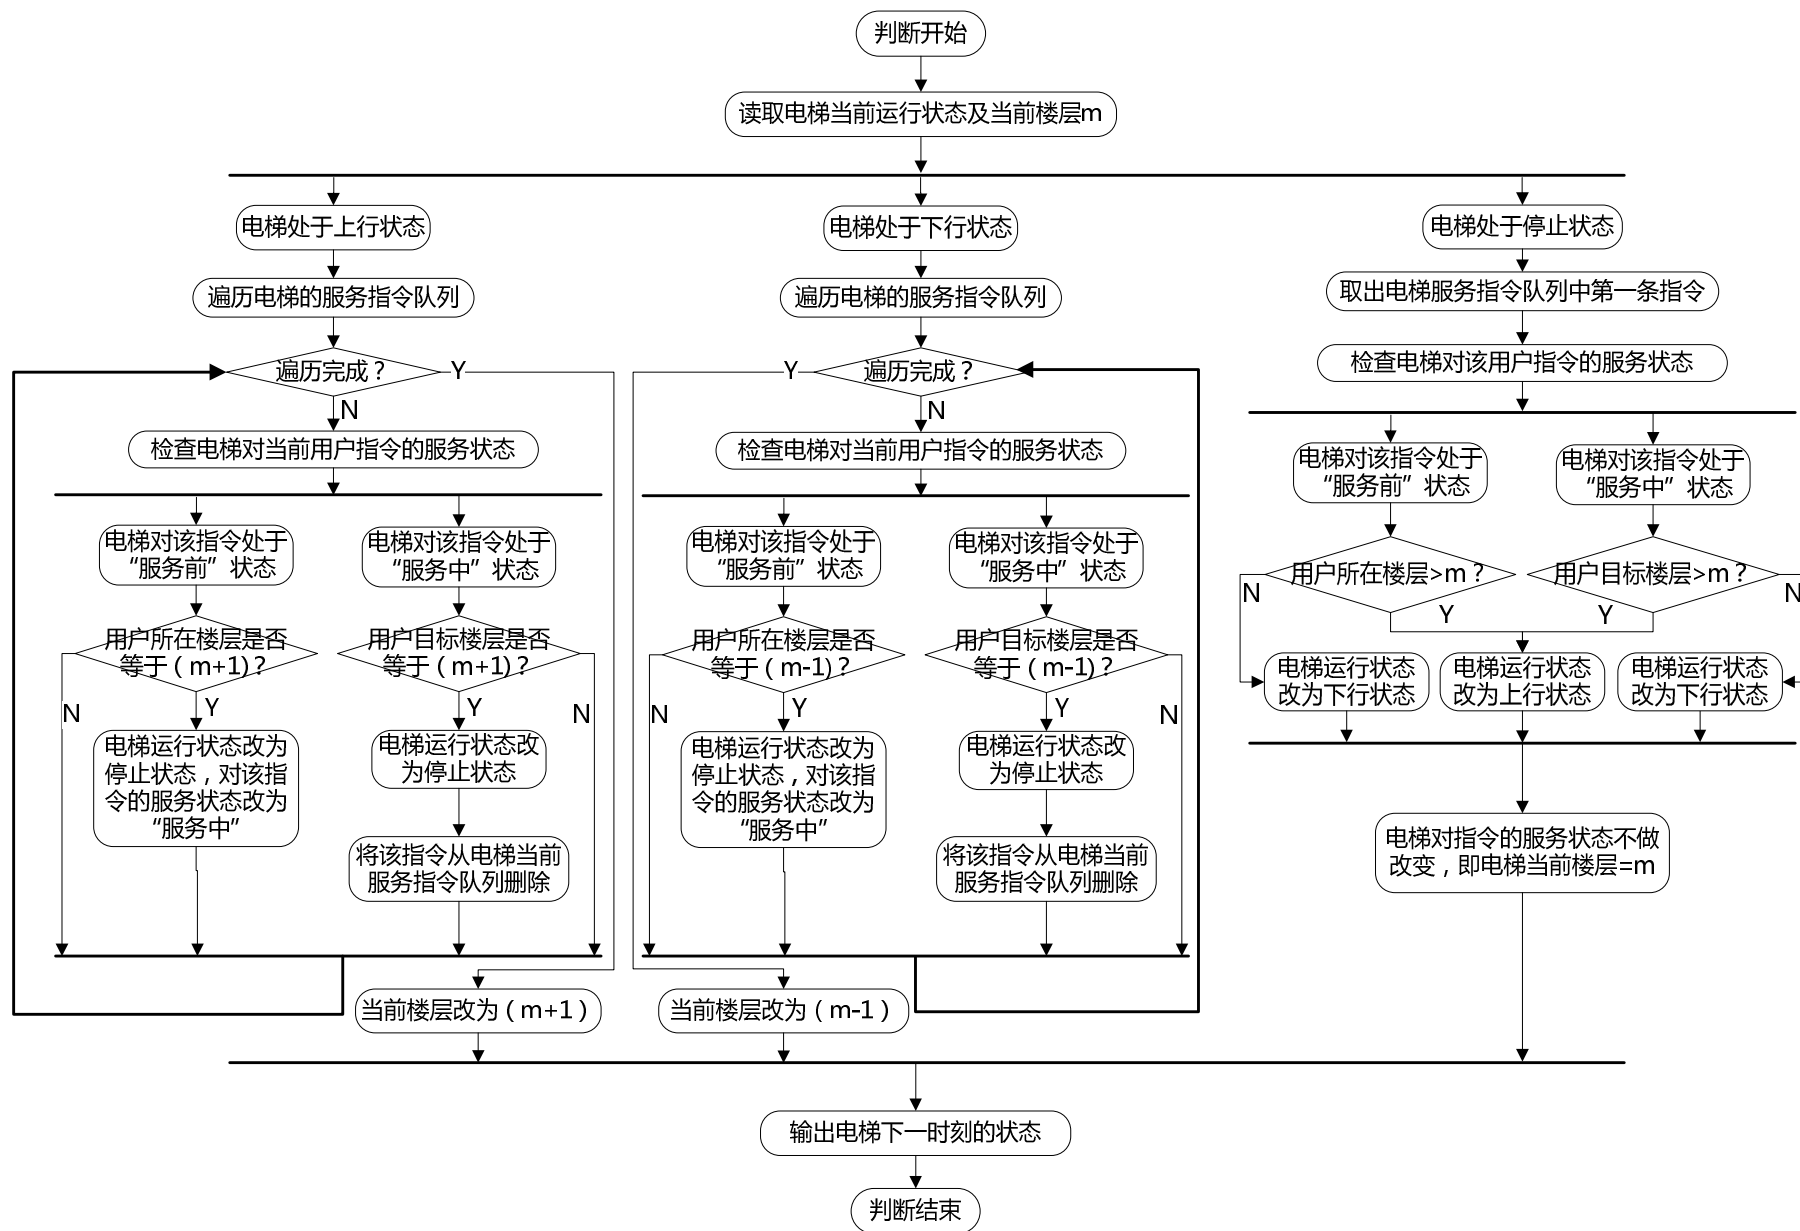 判断开始
读取电梯当前运行状态及当前楼层m
电梯处于上行状态
遍历电梯的服务指令队列
遍历完成？
Y
N
检查电梯对当前用户指令的服务状态
电梯对该指令处于
“服务前”状态
用户所在楼层是否
等于（m+1）？
N
Y
电梯运行状态改为
停止状态，对该指
令的服务状态改为
“服务中”
电梯对该指令处于
“服务中”状态
用户目标楼层是否
等于（m+1）？
Y
N
电梯运行状态改
为停止状态
将该指令从电梯当前
服务指令队列删除
当前楼层改为（m+1）
电梯处于下行状态
遍历电梯的服务指令队列
Y
遍历完成？
N
检查电梯对当前用户指令的服务状态
电梯对该指令处于
“服务前”状态
用户所在楼层是否
等于（m-1）？
N
Y
电梯运行状态改为
停止状态，对该指
令的服务状态改为
“服务中”
电梯对该指令处于
“服务中”状态
用户目标楼层是否
等于（m-1）？
Y
N
电梯运行状态改
为停止状态
将该指令从电梯当前
服务指令队列删除
当前楼层改为（m-1）
电梯处于停止状态
取出电梯服务指令队列中第一条指令
检查电梯对该用户指令的服务状态
电梯对该指令处于
“服务前”状态
电梯对该指令处于
“服务中”状态
用户所在楼层>m？
用户目标楼层>m？
N
Y
Y
N
电梯运行状态
改为下行状态
电梯运行状态
改为上行状态
电梯运行状态
改为下行状态
电梯对指令的服务状态不做
改变，即电梯当前楼层=m
输出电梯下一时刻的状态
判断结束